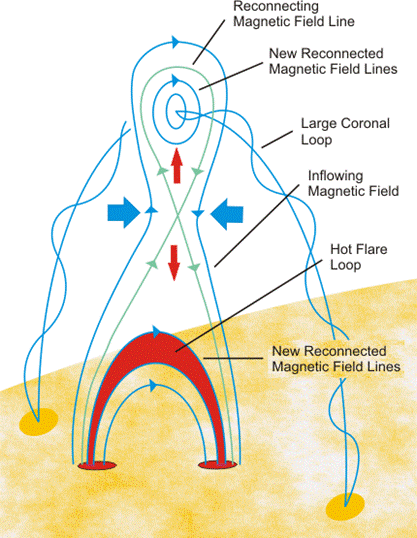 Reconnecting
Magnetic Field Line
New Reconnected
Magnetic Field Lines
Large Coronal
Loop
Inflowing
Magnetic Field
Hot Flare
Loop
New Reconnected
Magnetic Field Lines